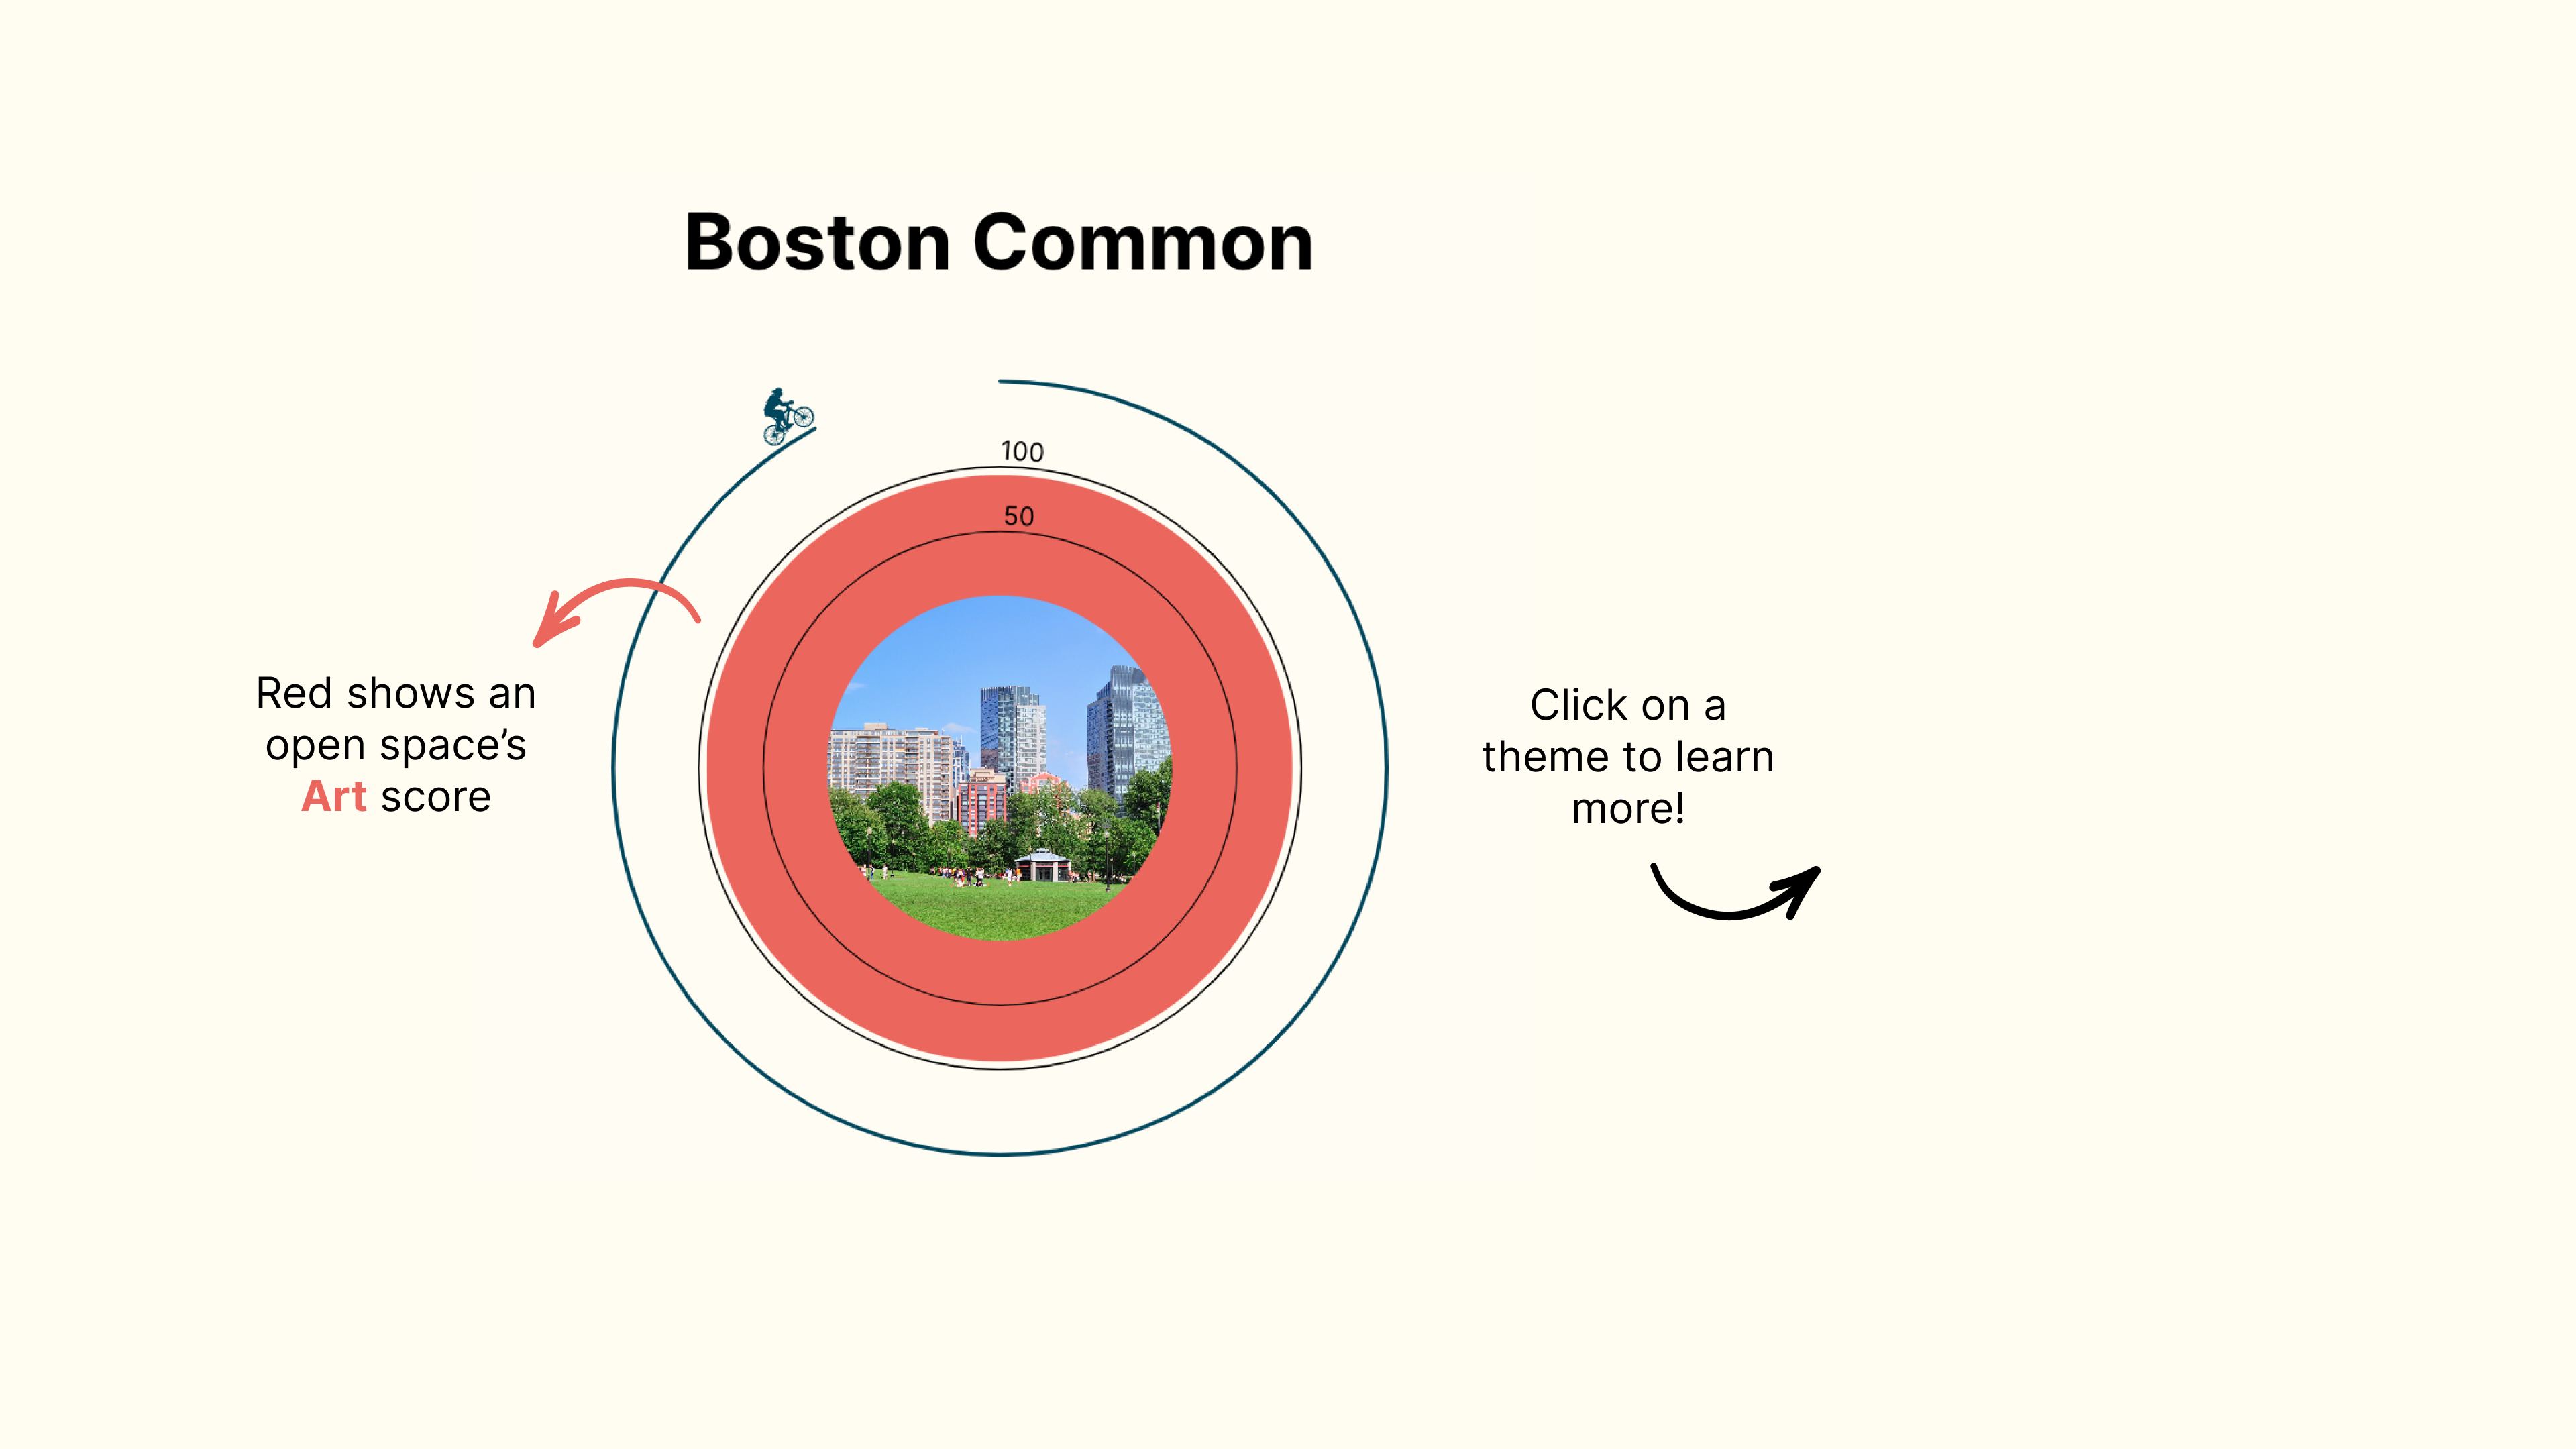 Boston Common
100
50
Red shows an
open space’s
Art score
Click on a
theme to learn
more!